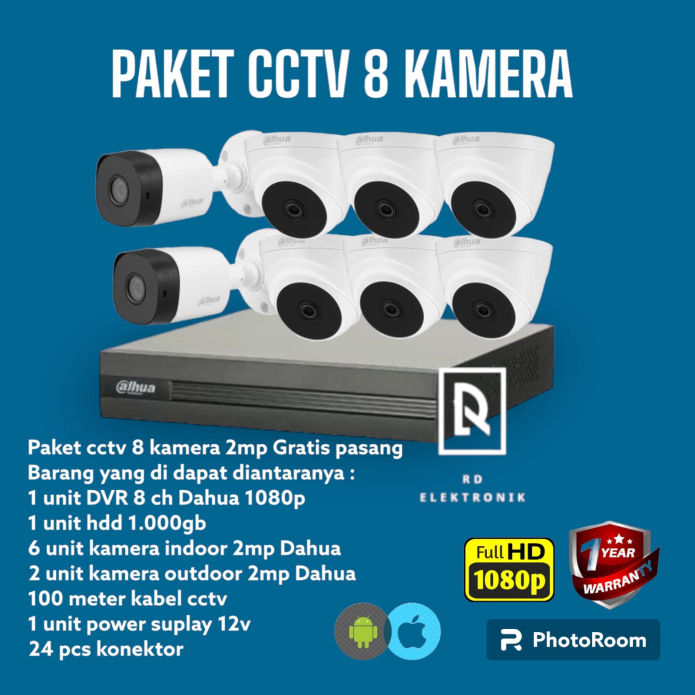 PAKET CCTV 8 KAMERA
alhua
alhua
alhua
alhua
alhua
alhua
alhua
alhua
alhua
Paket cctv 8 kamera 2mp Gratis pasang
Barang yang di dapat diantaranya :
1 unit DVR 8 ch Dahua 1080p
1 unit hdd 1.000gb
6 unit kamera indoor 2mp Dahua
2 unit kamera outdoor 2mp Dahua
100 meter kabel cctv
1 unit power suplay 12v
24 pcs konektor
RD
ELEKTRONIK
Full HD
1080p
1 YEAR
WARRANTY
PhotoRoom